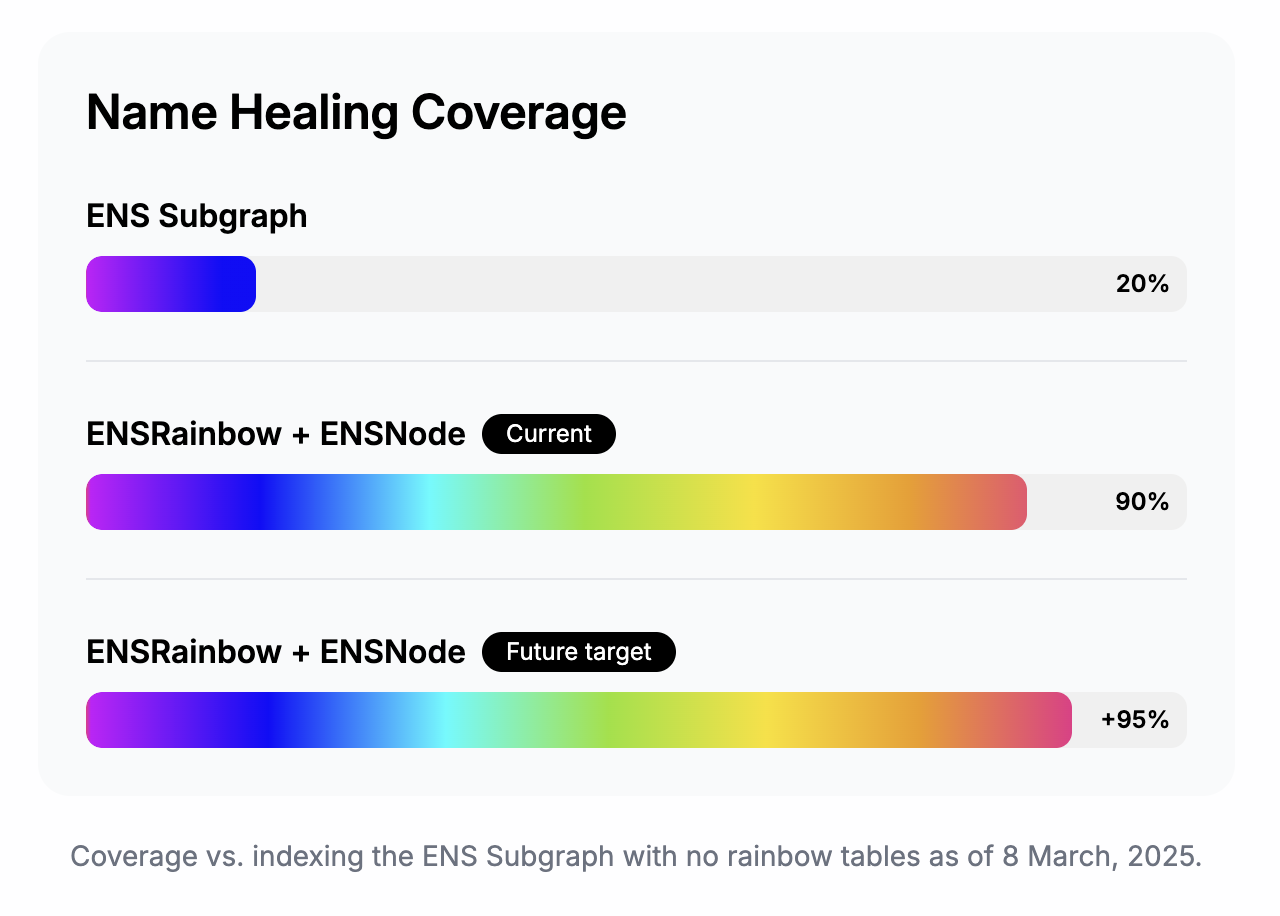 Name Healing Coverage
ENS Subgraph
20%
ENSRainbow + ENSNode Current
90%
ENSRainbow + ENSNode Future target
+95%
Coverage vs. indexing the ENS Subgraph with no rainbow tables as of 8 March, 2025.